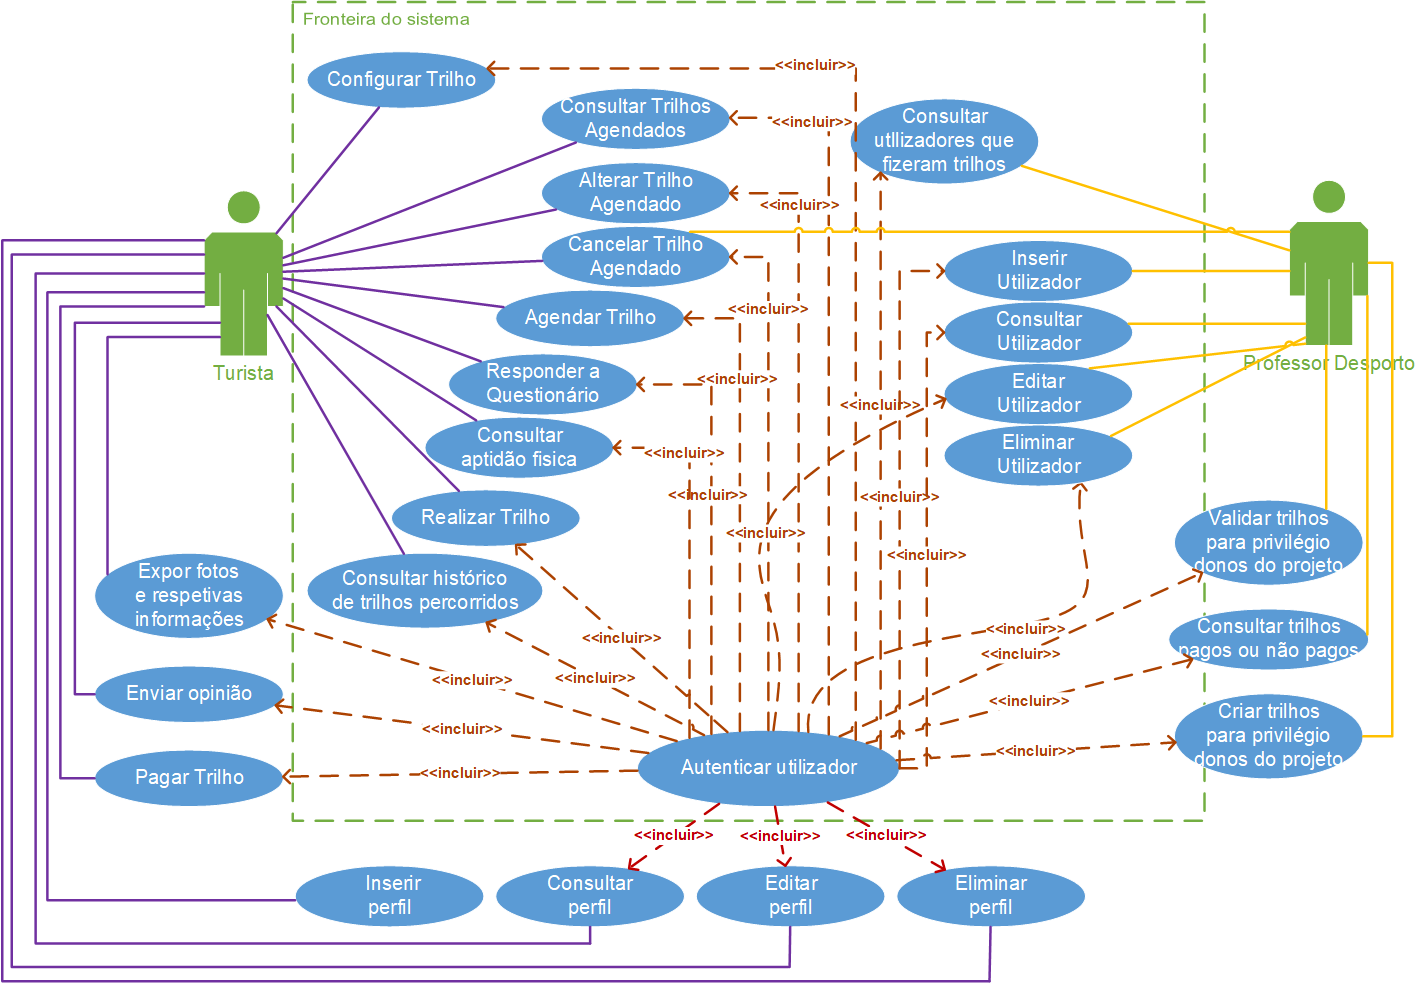 Fronteira do sistema
Configurar Trilho
<<incluir>>
Consultar Trilhos
Agendados
<<incluir>>
Consultar
utllizadores que
fizeram trilhos
Alterar Trilho
Agendado
<<incluir>>
Cancelar Trilho
Agendado
Inserir
Utilizador
Agendar Trilho
<<incluir>>
Consultar
Utilizador
Turista
Professor Desporto
Responder a
Questionário
<<incluir>>
Editar
Utilizador
<<incluir>>
Consultar
aptidão fisica
<<incluir>>
Eliminar
Utilizador
<<incluir>>
<<incluir>>
Realizar Trilho
<<incluir>>
Validar trilhos
para privilégio
donos do projeto
<<incluir>>
Expor fotos
e respetivas
informações
Consultar histórico
de trilhos percorridos
<<incluir>>
<<incluir>>
<<incluir>>
Consultar trilhos
pagos ou não pagos
<<incluir>>
<<incluir>>
Enviar opinião
<<incluir>>
<<incluir>>
Criar trilhos
para privilégio
donos do projeto
<<incluir>>
Pagar Trilho
<<incluir>>
Autenticar utilizador
<<incluir>>
<<incluir>>
<<incluir>>
Inserir
perfil
Consultar
perfil
Editar
perfil
Eliminar
perfil